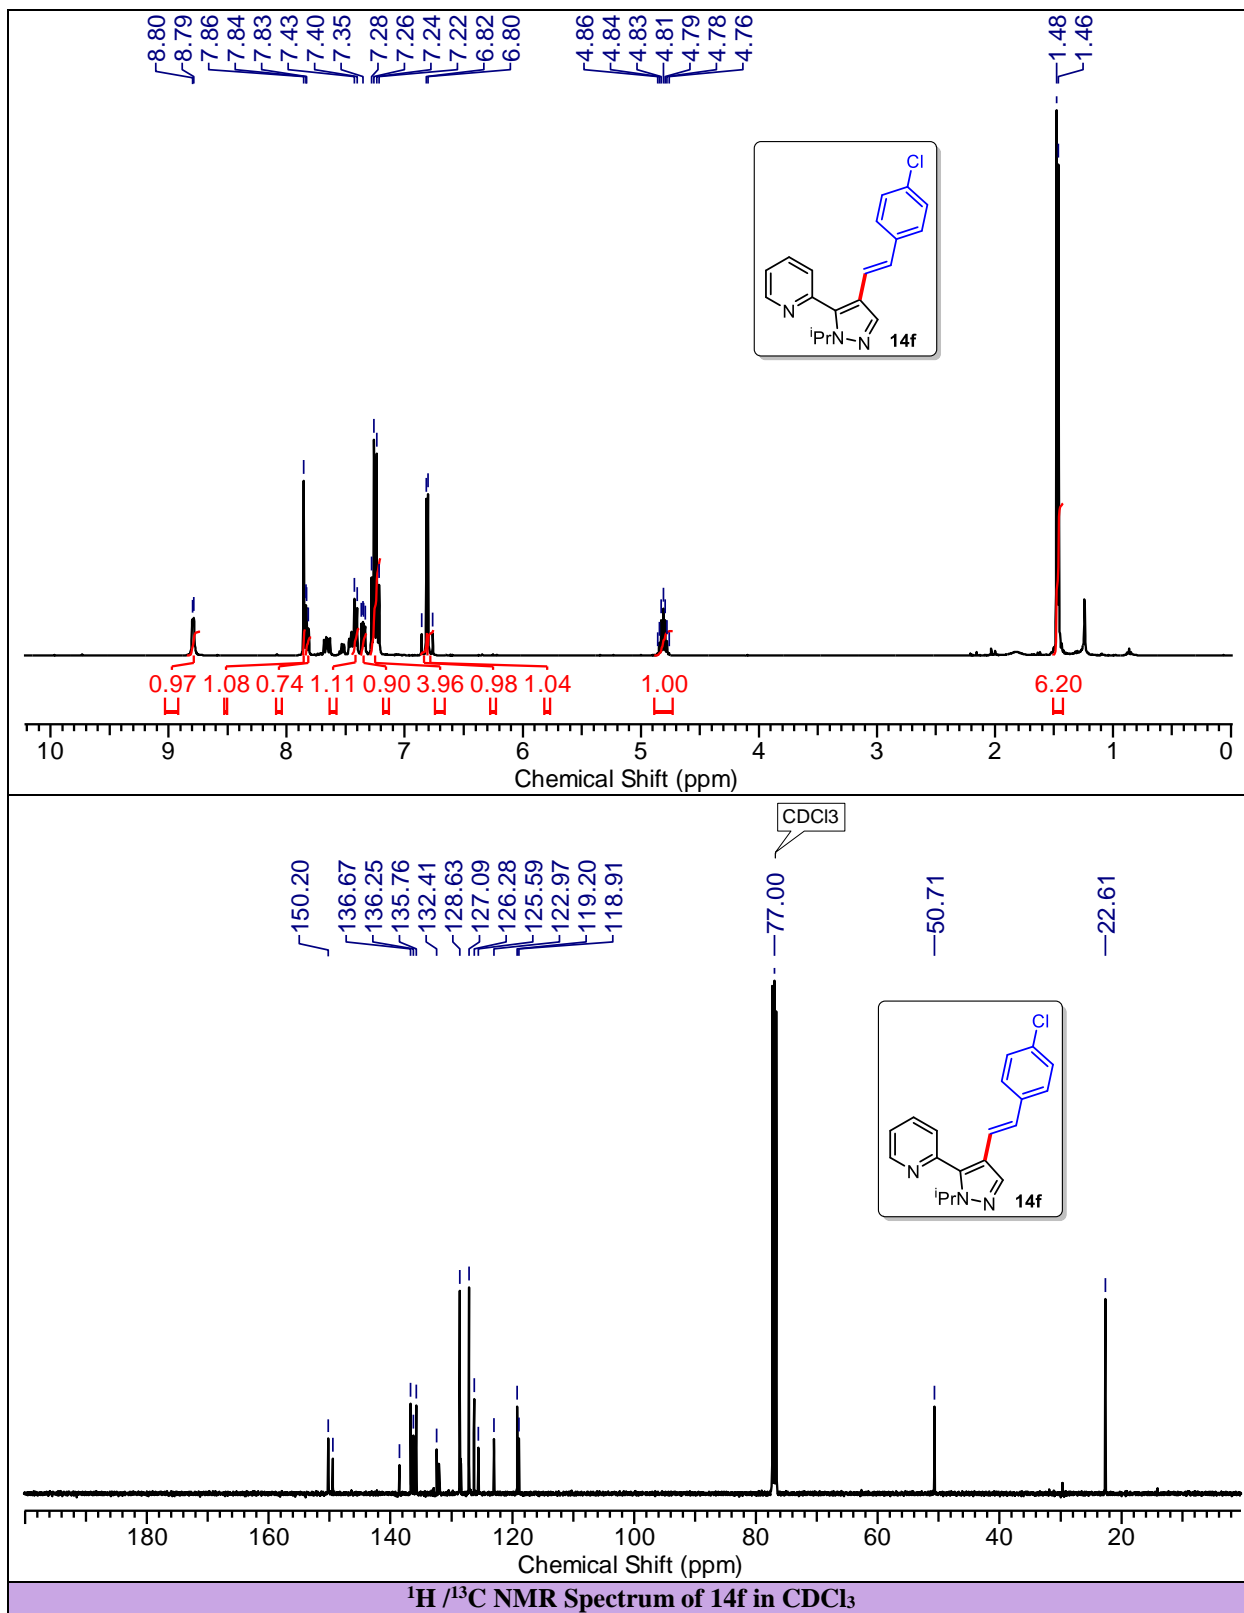 8.80
8.79
7.86
7.84
7.83
7.43
7.40
7.35
7.28
7.26
7.24
7.22
6.82
6.80
4.86
4.84
4.83
4.81
4.79
4.78
4.76
1.48
1.46
Cl
N
iPrN
N
14f
0.97 1.08 0.74 1.11 0.90 3.96 0.98 1.04 1.00 6.20
10 9 8 7 6 5 4 3 2 1 0
Chemical Shift (ppm)
CDCl3
150.20
136.67
136.25
135.76
132.41
128.63
127.09
126.28
125.59
122.97
119.20
118.91
77.00
50.71
22.61
Cl
N
iPrN
N
14f
180 160 140 120 100 80 60 40 20
Chemical Shift (ppm)
¹H /¹³C NMR Spectrum of 14f in CDCl₃